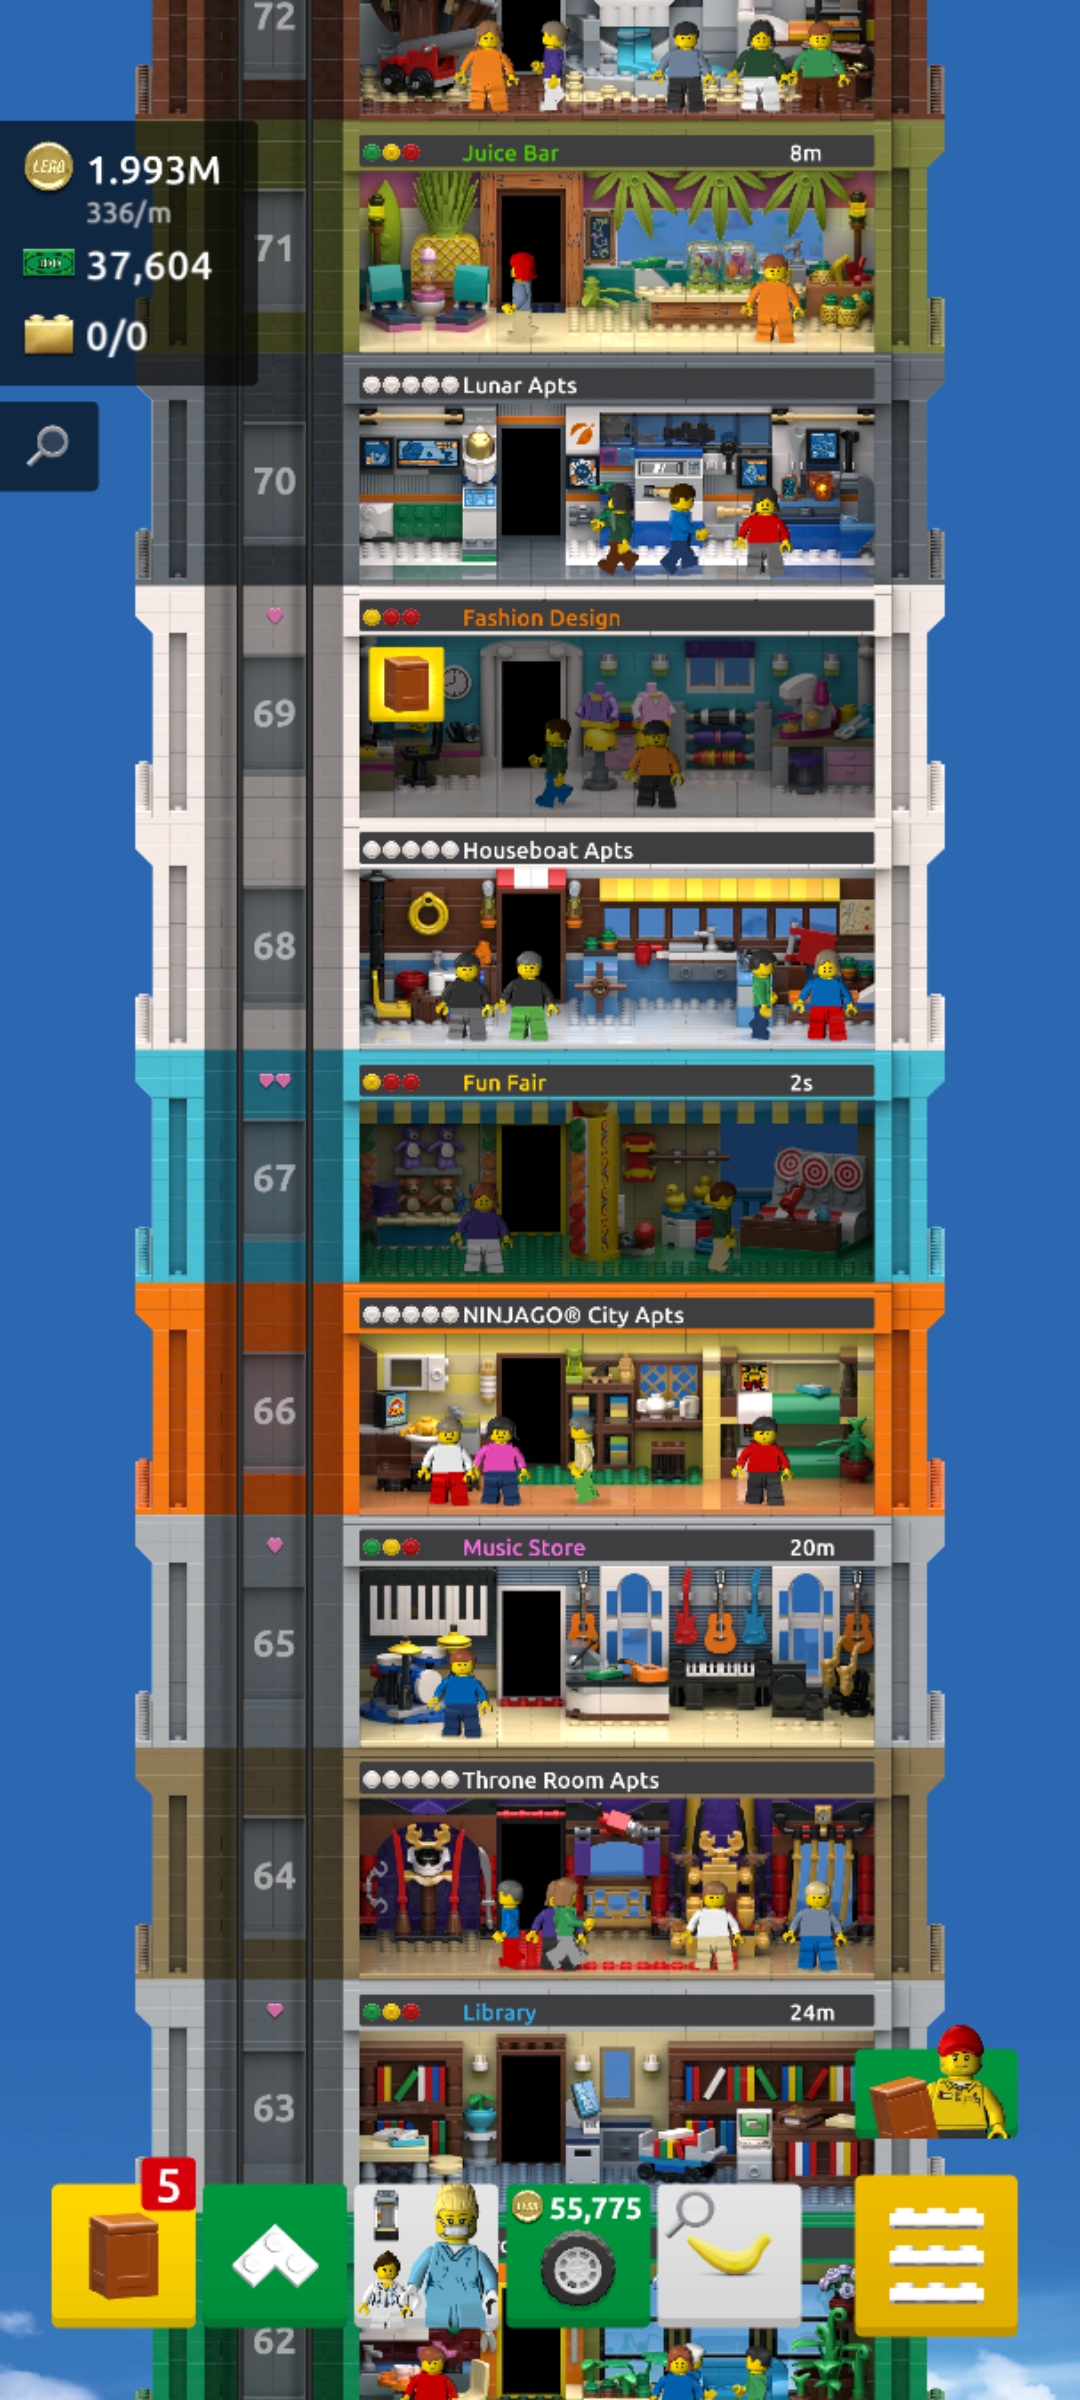 72
LEGO 1.993M
336/m
37,604
0/0
Juice Bar 8m
71
Lunar Apts
70
Fashion Design
69
Houseboat Apts
68
Fun Fair 2s
67
NINJAGO® City Apts
66
Music Store 20m
65
Throne Room Apts
64
Library 24m
63
5
LEGO 55,775
62